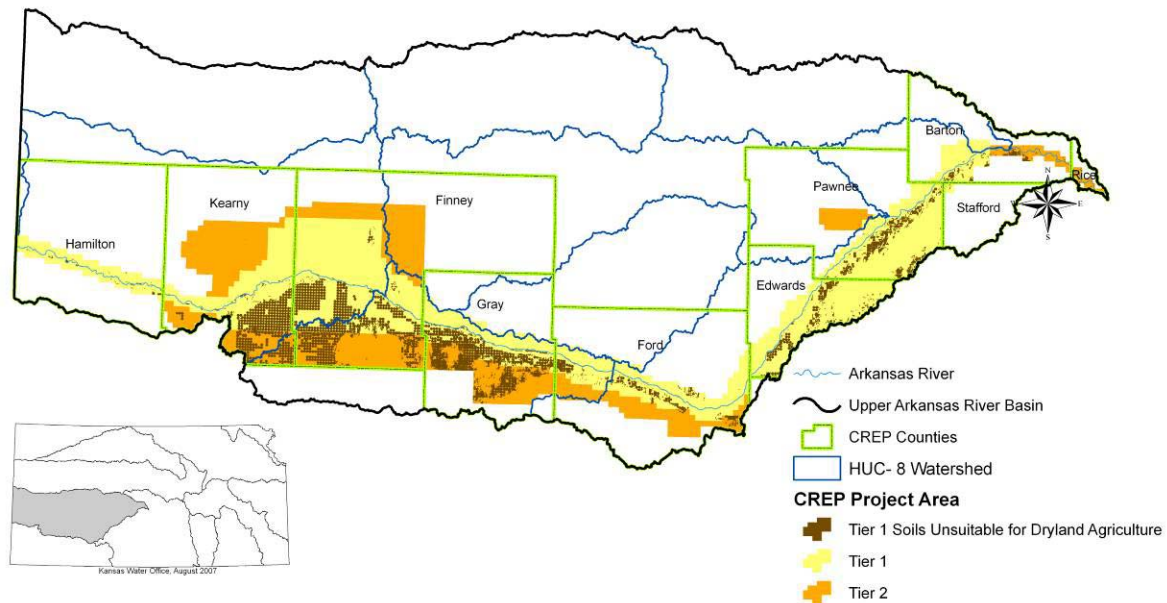 Barton
Rice
Pawnee
Stafford
Kearny
Finney
Hamilton
Edwards
Gray
Ford
N
W
E
S
Arkansas River
Upper Arkansas River Basin
CREP Counties
HUC- 8 Watershed
CREP Project Area
Tier 1 Soils Unsuitable for Dryland Agriculture
Tier 1
Tier 2
Kansas Water Office, August 2007